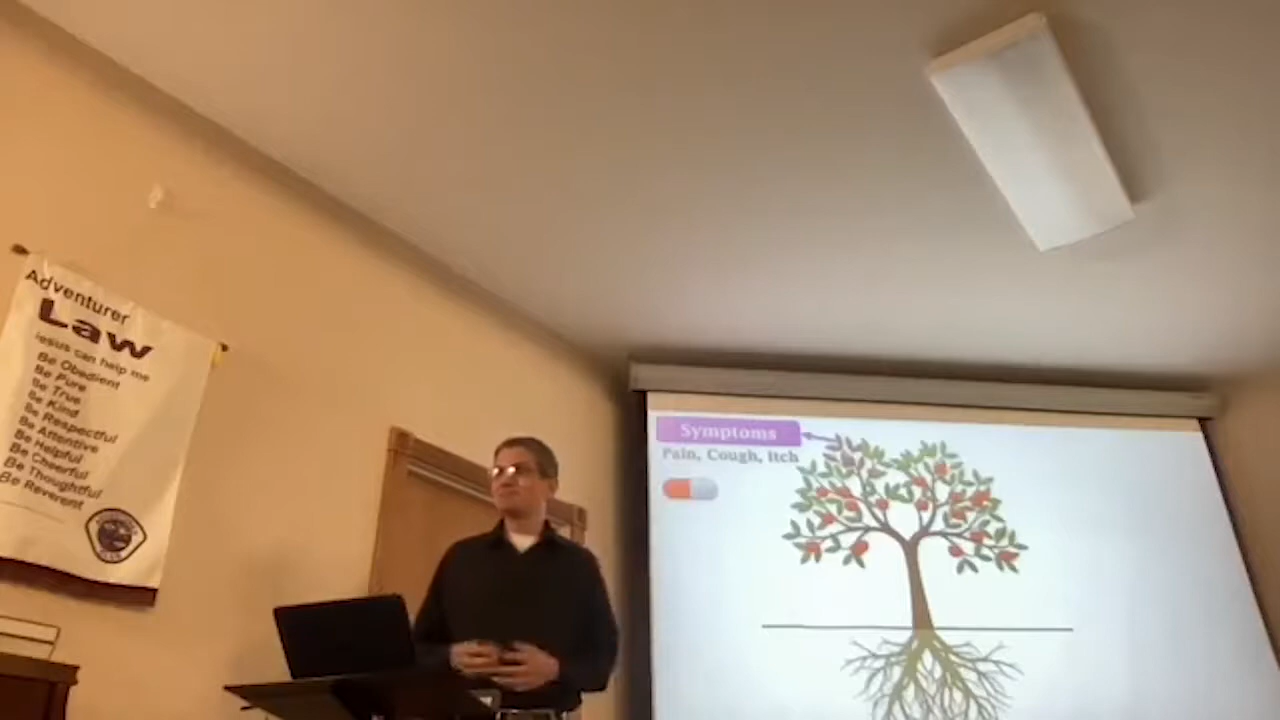 Adventurer
Law
Jesus can help me
Be Obedient
Be Pure
Be True
Be Kind
Be Respectful
Be Attentive
Be Helpful
Be Cheerful
Be Thoughtful
Be Reverent
Symptoms
Pain, Cough, Itch